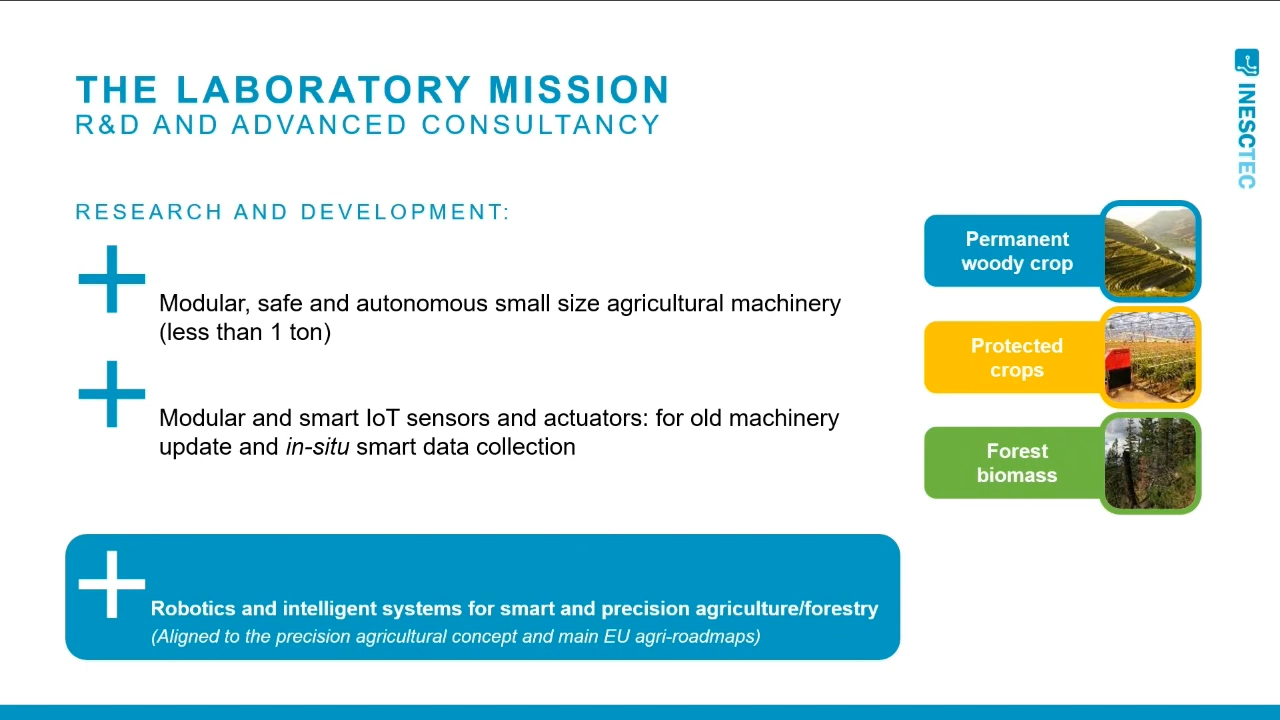 THE LABORATORY MISSION
R&D AND ADVANCED CONSULTANCY
INESCTEC
RESEARCH AND DEVELOPMENT:
Modular, safe and autonomous small size agricultural machinery
(less than 1 ton)
Modular and smart IoT sensors and actuators: for old machinery
update and in-situ smart data collection
Robotics and intelligent systems for smart and precision agriculture/forestry
(Aligned to the precision agricultural concept and main EU agri-roadmaps)
Permanent
woody crop
Protected
crops
Forest
biomass